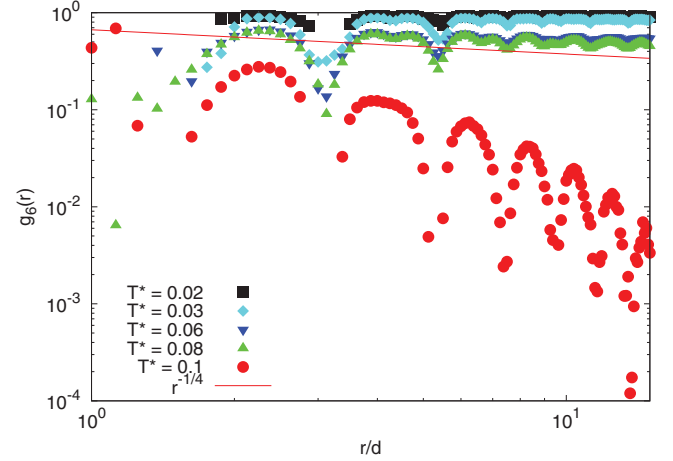 10^0
10^-1
10^-2
10^-3
10^-4
g_6(r)
T* = 0.02
T* = 0.03
T* = 0.06
T* = 0.08
T* = 0.1
r^-1/4
10^0
10^1
r/d